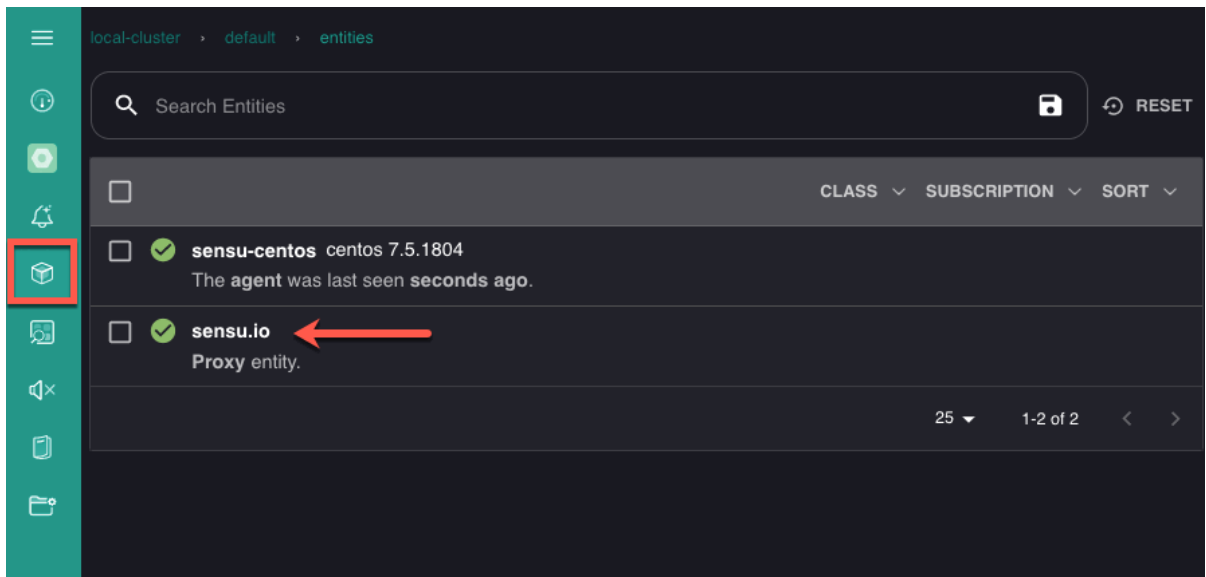 local-cluster › default › entities
Search Entities
RESET
CLASS SUBSCRIPTION SORT
sensu-centos centos 7.5.1804
The agent was last seen seconds ago.
sensu.io
Proxy entity.
25 1-2 of 2